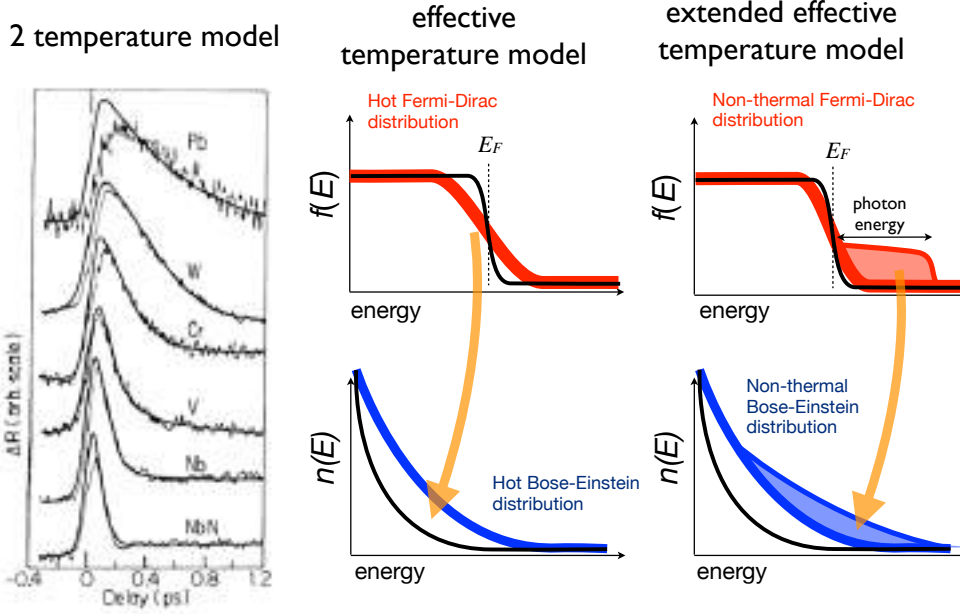 2 temperature model
effective
temperature model
extended effective
temperature model
ΔR (arb. scale)
Pb
W
Cr
V
Nb
NbN
-0.4
0
0.4
0.8
1.2
Delay (ps)
Hot Fermi-Dirac
distribution
E_F
f(E)
energy
n(E)
Hot Bose-Einstein
distribution
energy
Non-thermal Fermi-Dirac
distribution
E_F
photon
energy
f(E)
energy
Non-thermal
Bose-Einstein
distribution
n(E)
energy